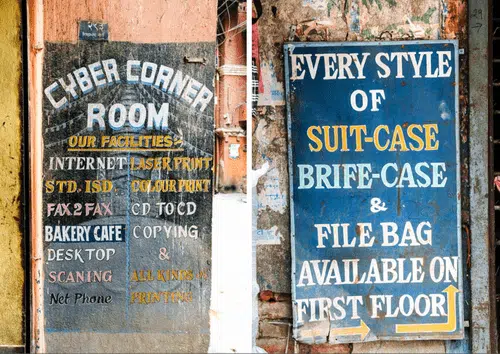 CYBER CORNER
ROOM
OUR FACILITIES
INTERNET LASER PRINT.
STD. ISD. COLOUR PRINT
FAX 2 FAX CD TO CD
BAKERY CAFE COPYING
DESKTOP &
SCANING ALL KINDS OF
Net Phone PRINTING
EVERY STYLE
OF
SUIT-CASE
BRIFE-CASE
&
FILE BAG
AVAILABLE ON
FIRST FLOOR